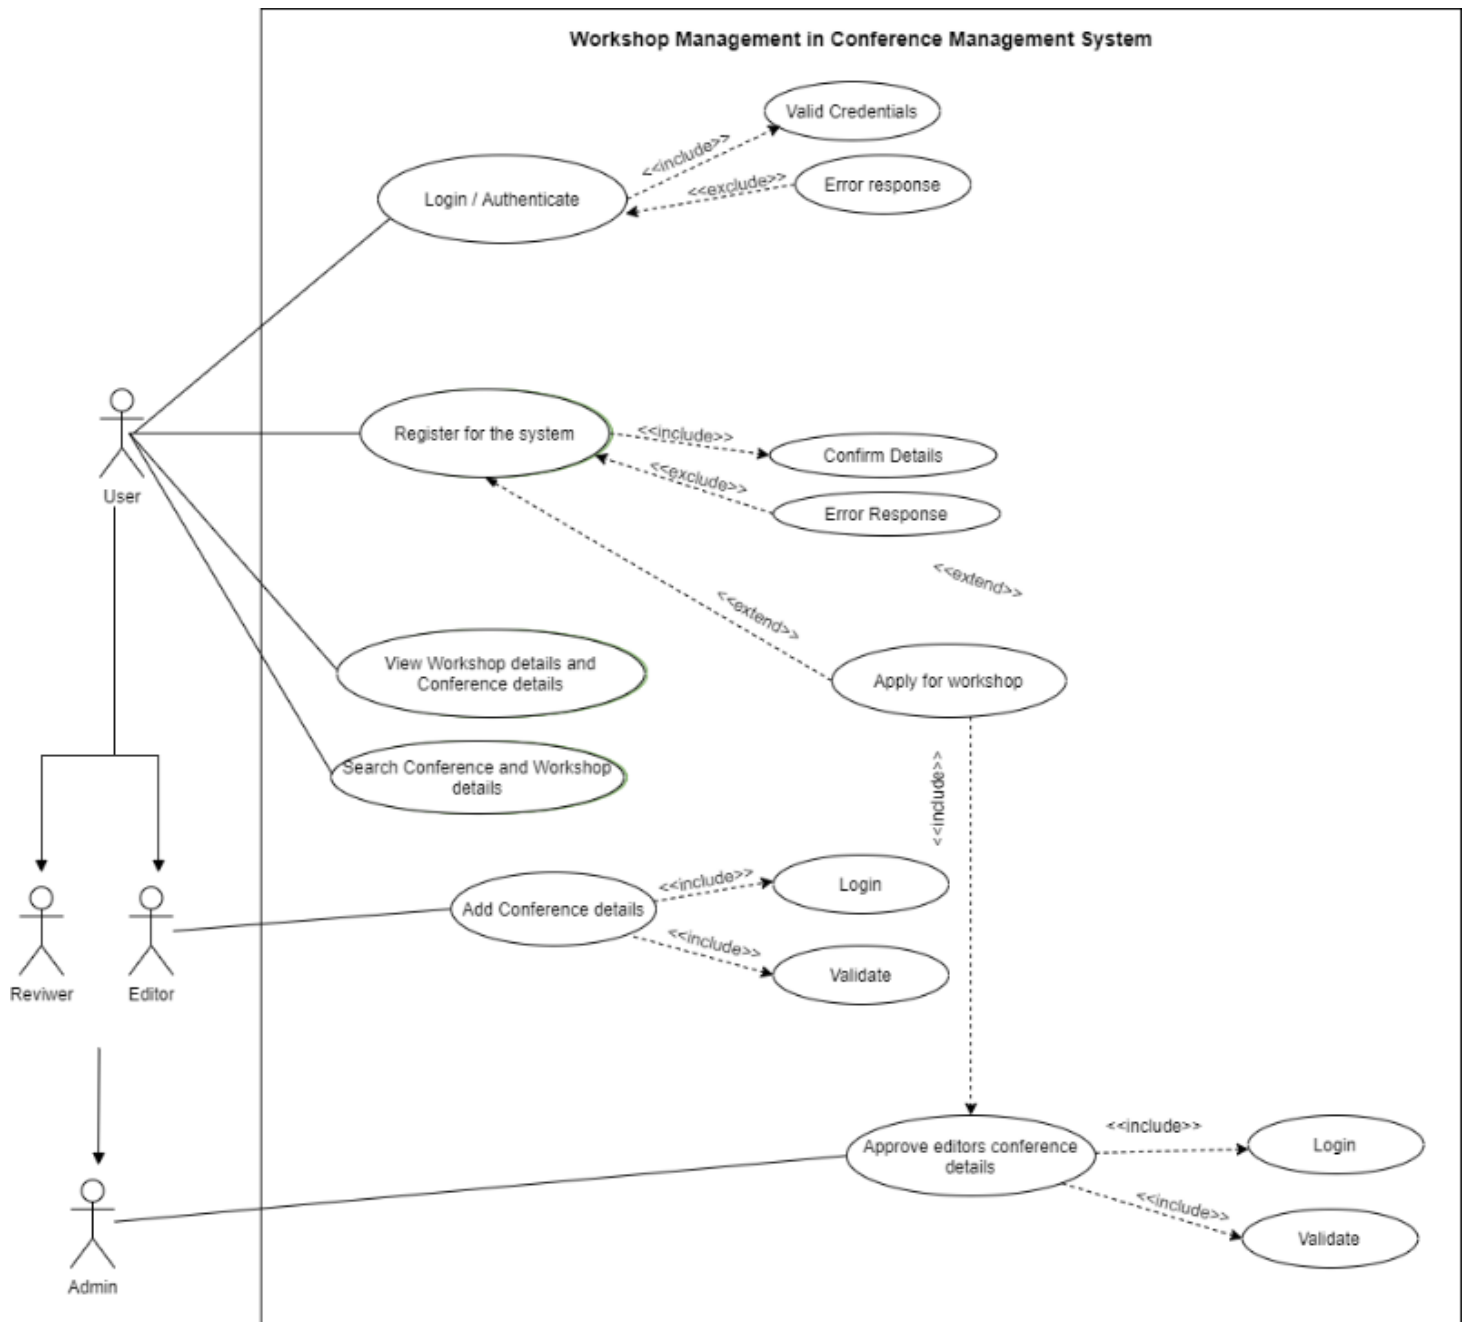 Workshop Management in Conference Management System
Valid Credentials
<<include>>
Login / Authenticate
<<exclude>>
Error response
Register for the system
<<include>>
Confirm Details
<<exclude>>
Error Response
User
<<extend>>
<<extend>>
View Workshop details and
Conference details
Apply for workshop
Search Conference and Workshop
details
<<include>>
Add Conference details
<<include>>
Login
<<include>>
Validate
Reviwer
Editor
Approve editors conference
details
<<include>>
Login
<<include>>
Validate
Admin